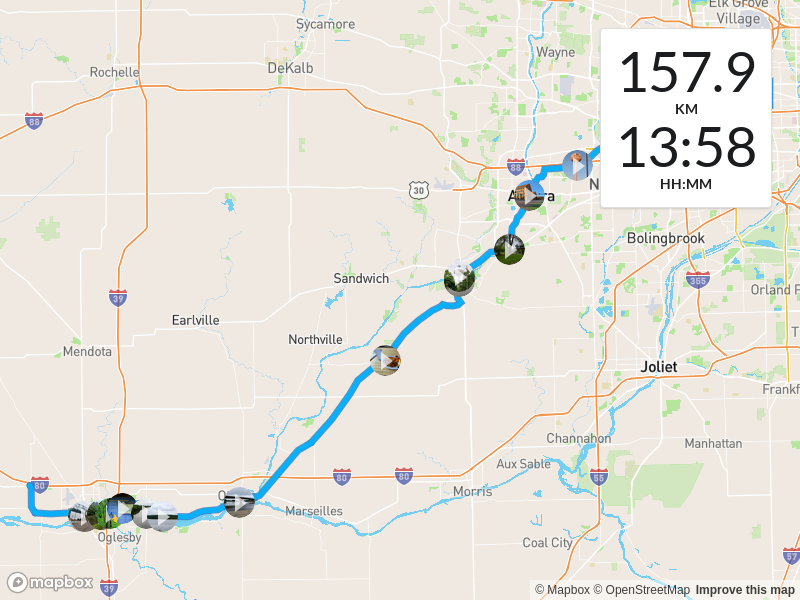 Elk Grove
Village
Sycamore
Wayne
DeKalb
Rochelle
157.9
KM
13:58
HH:MM
88
88
30
N
Bolingbrook
Sandwich
355
39
Orland
Earlville
Northville
Mendota
Joliet
Frankf
Channahon
Manhattan
Aux Sable
80
80
80
55
Morris
Marseilles
Oglesby
Coal City
57
39
mapbox
© Mapbox © OpenStreetMap Improve this map